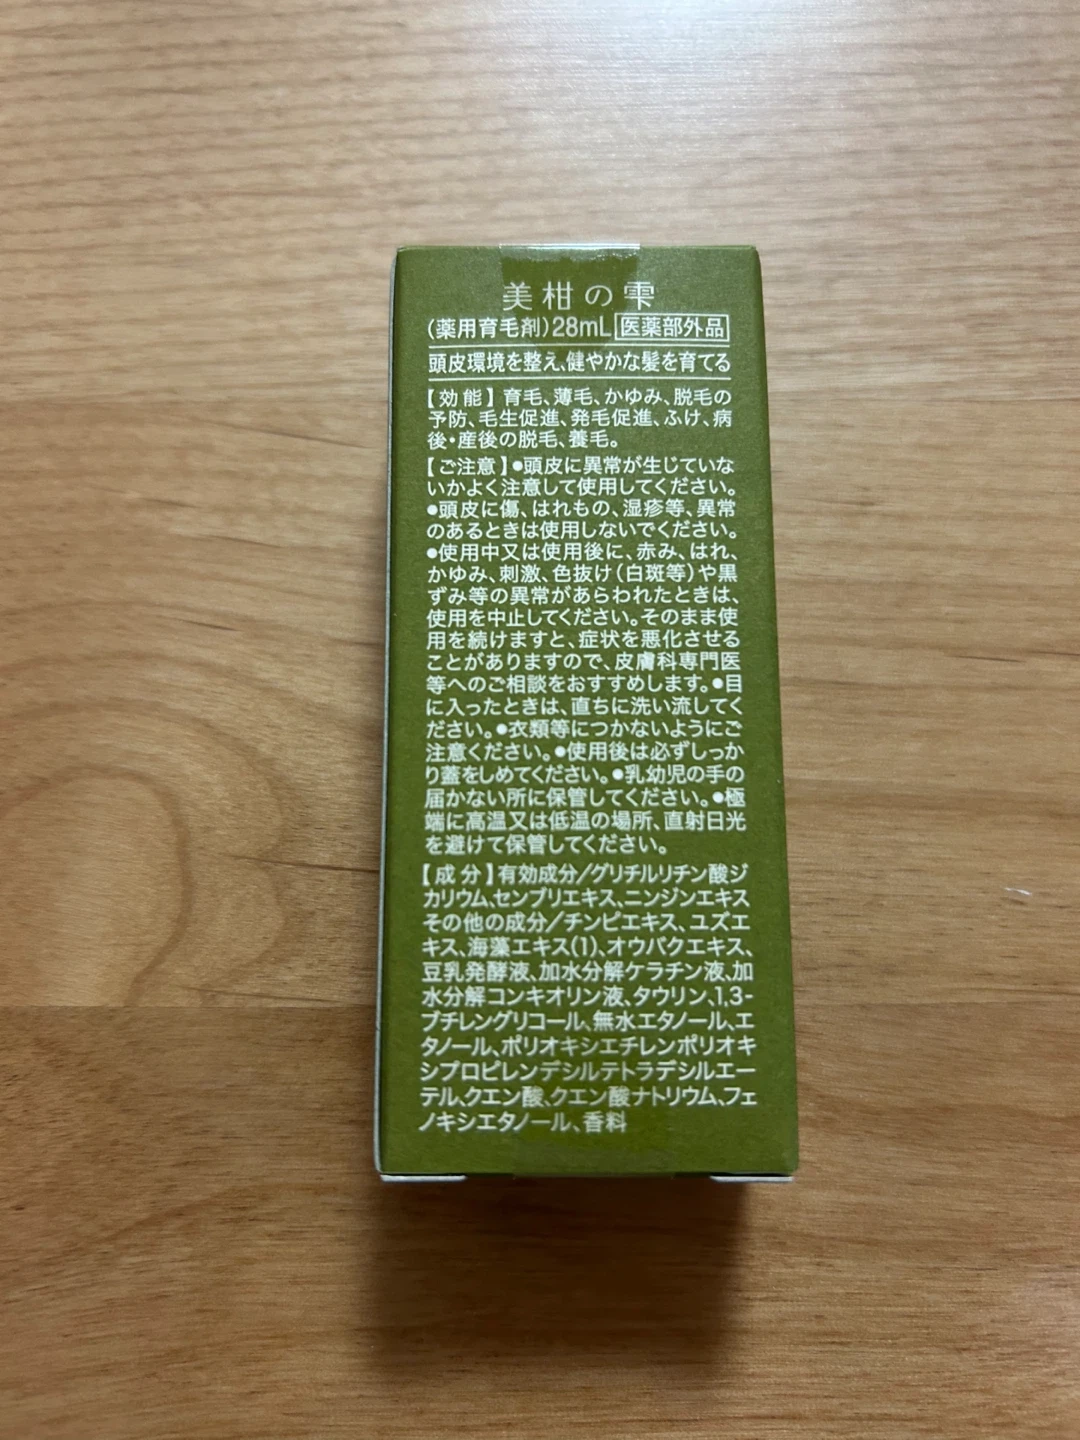 美柑の雫
(薬用育毛剤)28mL 医薬部外品
頭皮環境を整え、健やかな髪を育てる
【効能】育毛、薄毛、かゆみ、脱毛の
予防、毛生促進、発毛促進、ふけ、病
後・産後の脱毛、養毛。
【ご注意】●頭皮に異常が生じていな
いかよく注意して使用してください。
●頭皮に傷、はれもの、湿疹等、異常
のあるときは使用しないでください。
●使用中又は使用後に、赤み、はれ、
かゆみ、刺激、色抜け(白斑等)や黒
ずみ等の異常があらわれたときは、
使用を中止してください。そのまま使
用を続けますと、症状を悪化させる
ことがありますので、皮膚科専門医
等へのご相談をおすすめします。●目
に入ったときは、直ちに洗い流してく
ださい。●衣類等につかないようにご
注意ください。●使用後は必ずしっか
り蓋をしめてください。●乳幼児の手の
届かない所に保管してください。●極
端に高温又は低温の場所、直射日光
を避けて保管してください。
【成分】有効成分/グリチルリチン酸ジ
カリウム、センブリエキス、ニンジンエキス
その他の成分/チンピエキス、ユズエ
キス、海藻エキス(1)、オウバクエキス、
豆乳発酵液、加水分解ケラチン液、加
水分解コンキオリン液、タウリン、1,3-
ブチレングリコール、無水エタノール、エ
タノール、ポリオキシエチレンポリオキ
シプロピレンデシルテトラデシルエー
テル、クエン酸、クエン酸ナトリウム、フェ
ノキシエタノール、香料